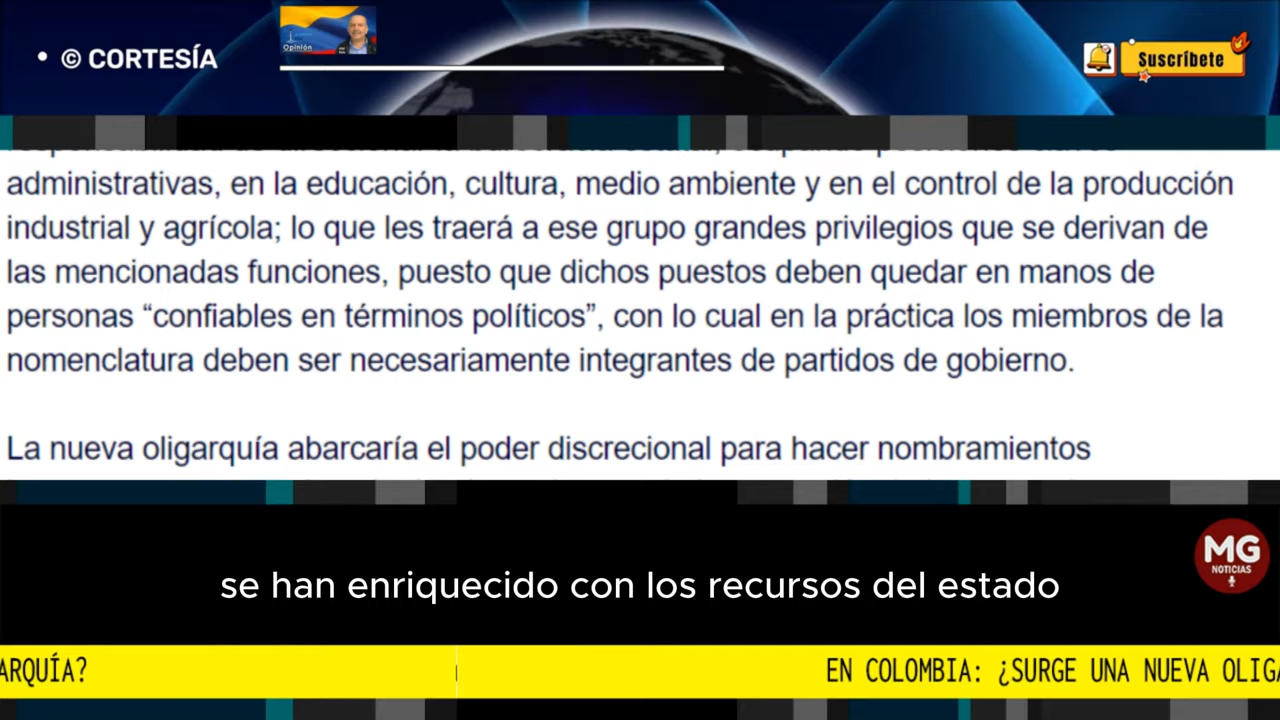 • © CORTESÍA
Opinión
Suscríbete
administrativas, en la educación, cultura, medio ambiente y en el control de la producción
industrial y agrícola; lo que les traerá a ese grupo grandes privilegios que se derivan de
las mencionadas funciones, puesto que dichos puestos deben quedar en manos de
personas “confiables en términos políticos”, con lo cual en la práctica los miembros de la
nomenclatura deben ser necesariamente integrantes de partidos de gobierno.
La nueva oligarquía abarcaría el poder discrecional para hacer nombramientos
MG
NOTICIAS
se han enriquecido con los recursos del estado
ARQUÍA? EN COLOMBIA: ¿SURGE UNA NUEVA OLIGA